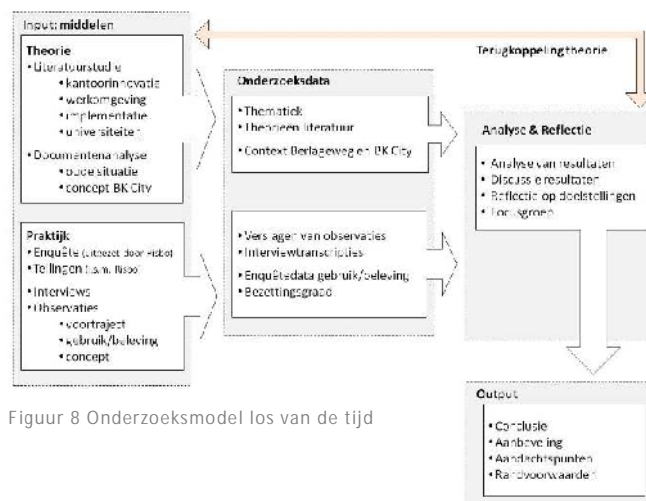 Input: middelen
Theorie
• Literatuurstudie
• kantoorinnovatie
• werkomgeving
• implementatie
• universiteiten
• Documentenanalyse
• oude situatie
• concept BK City
Praktijk
• Enquête (uitgezet door Risbo)
• Tellingen (i.s.m. Risbo)
• Interviews
• Observaties
• voortraject
• gebruik/beleving
• concept
Onderzoeksdata
• Thematiek
• Theorieën literatuur
• Context Berlageweg en BK City
• Verslagen van observaties
• Interviewtranscripties
• Enquêtedata gebruik/beleving
• Bezettingsgraad
Terugkoppeling theorie
Analyse & Reflectie
• Analyse van resultaten
• Discussie resultaten
• Reflectie op doelstellingen
• Focusgroep
Output
• Conclusie
• Aanbeveling
• Aandachtspunten
• Randvoorwaarden
Figuur 8 Onderzoeksmodel los van de tijd